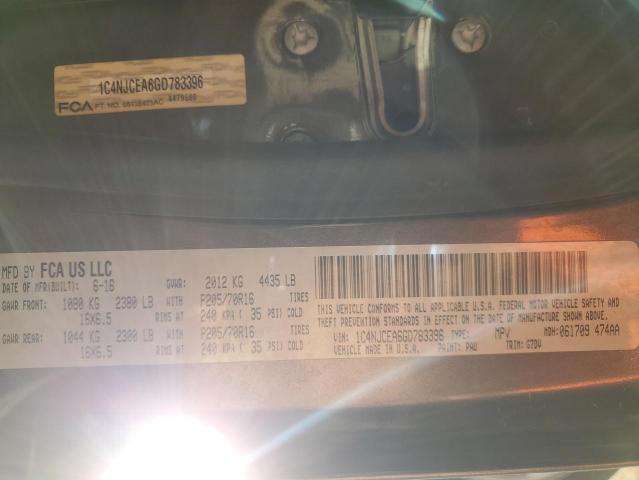 1C4NJCEA6GD783396
FCA PT NO. 4479680
MFD BY FCA US LLC
DATE OF MFR(BUILT): 6-16 GVWR: 2012 KG 4435 LB
GAWR FRONT: 1080 KG 2380 LB WITH P205/70R16 TIRES
16X6.5 RIMS AT 240 KPA ( 35 PSI) COLD
GAWR REAR: 1044 KG 2300 LB WITH P205/70R16 TIRES
16X6.5 RIMS AT 240 KPA ( 35 PSI) COLD
THIS VEHICLE CONFORMS TO ALL APPLICABLE U.S.A. FEDERAL MOTOR VEHICLE SAFETY AND
THEFT PREVENTION STANDARDS IN EFFECT ON THE DATE OF MANUFACTURE SHOWN ABOVE.
VIN: 1C4NJCEA6GD783396 TYPE: MPV MDH: 061709 474AA
VEHICLE MADE IN U.S.A. PAINT: PAU TRIM: GTDV